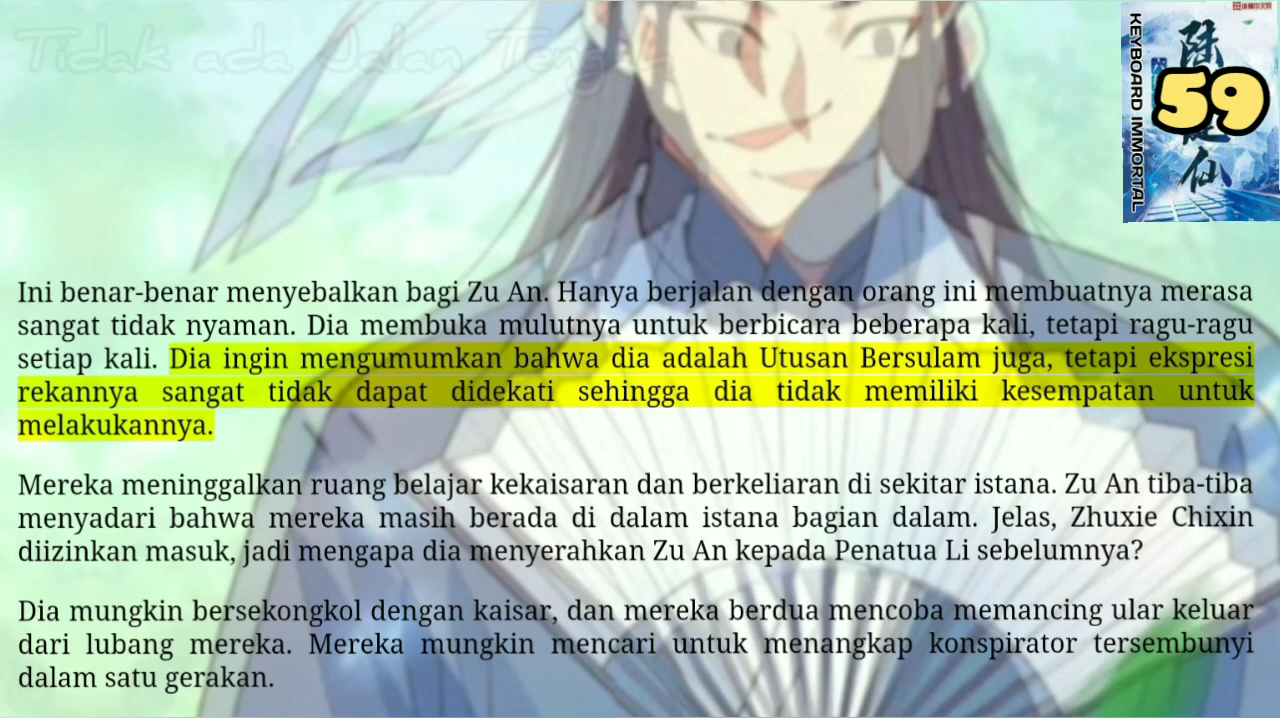 Tidak ada Jalan Teng
KEYBOARD IMMORTAL
59
仙
Ini benar-benar menyebalkan bagi Zu An. Hanya berjalan dengan orang ini membuatnya merasa
sangat tidak nyaman. Dia membuka mulutnya untuk berbicara beberapa kali, tetapi ragu-ragu
setiap kali. Dia ingin mengumumkan bahwa dia adalah Utusan Bersulam juga, tetapi ekspresi
rekannya sangat tidak dapat didekati sehingga dia tidak memiliki kesempatan untuk
melakukannya.
Mereka meninggalkan ruang belajar kekaisaran dan berkeliaran di sekitar istana. Zu An tiba-tiba
menyadari bahwa mereka masih berada di dalam istana bagian dalam. Jelas, Zhuxie Chixin
diizinkan masuk, jadi mengapa dia menyerahkan Zu An kepada Penatua Li sebelumnya?
Dia mungkin bersekongkol dengan kaisar, dan mereka berdua mencoba memancing ular keluar
dari lubang mereka. Mereka mungkin mencari untuk menangkap konspirator tersembunyi
dalam satu gerakan.